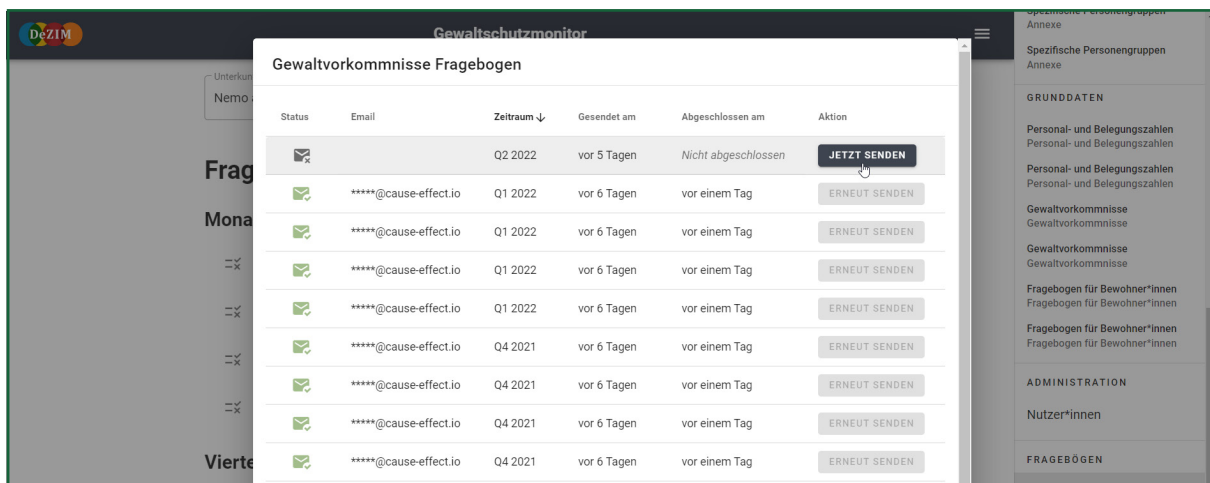 DeZIM
Gewaltschutzmonitor
Unterkun
Nemo
Frag
Mona
Vierte
Gewaltvorkommnisse Fragebogen
Status Email Zeitraum Gesendet am Abgeschlossen am Aktion
Q2 2022 vor 5 Tagen Nicht abgeschlossen JETZT SENDEN
*****@cause-effect.io Q1 2022 vor 6 Tagen vor einem Tag ERNEUT SENDEN
*****@cause-effect.io Q1 2022 vor 6 Tagen vor einem Tag ERNEUT SENDEN
*****@cause-effect.io Q1 2022 vor 6 Tagen vor einem Tag ERNEUT SENDEN
*****@cause-effect.io Q1 2022 vor 6 Tagen vor einem Tag ERNEUT SENDEN
*****@cause-effect.io Q4 2021 vor 6 Tagen vor einem Tag ERNEUT SENDEN
*****@cause-effect.io Q4 2021 vor 6 Tagen vor einem Tag ERNEUT SENDEN
*****@cause-effect.io Q4 2021 vor 6 Tagen vor einem Tag ERNEUT SENDEN
*****@cause-effect.io Q4 2021 vor 6 Tagen vor einem Tag ERNEUT SENDEN
Spezifische Personengruppen
Annexe
Spezifische Personengruppen
Annexe
GRUNDDATEN
Personal- und Belegungszahlen
Personal- und Belegungszahlen
Personal- und Belegungszahlen
Personal- und Belegungszahlen
Gewaltvorkommnisse
Gewaltvorkommnisse
Gewaltvorkommnisse
Gewaltvorkommnisse
Fragebogen für Bewohner*innen
Fragebogen für Bewohner*innen
Fragebogen für Bewohner*innen
Fragebogen für Bewohner*innen
ADMINISTRATION
Nutzer*innen
FRAGEBÖGEN